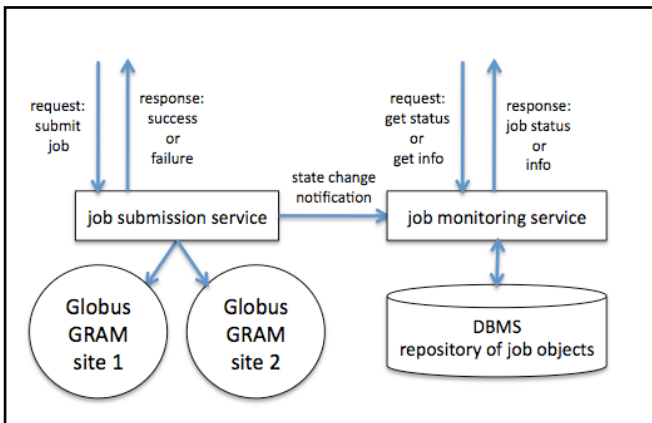 request:
submit
job
response:
success
or
failure
state change
notification
request:
get status
or
get info
response:
job status
or
info
job submission service
job monitoring service
Globus
GRAM
site 1
Globus
GRAM
site 2
DBMS
repository of job objects